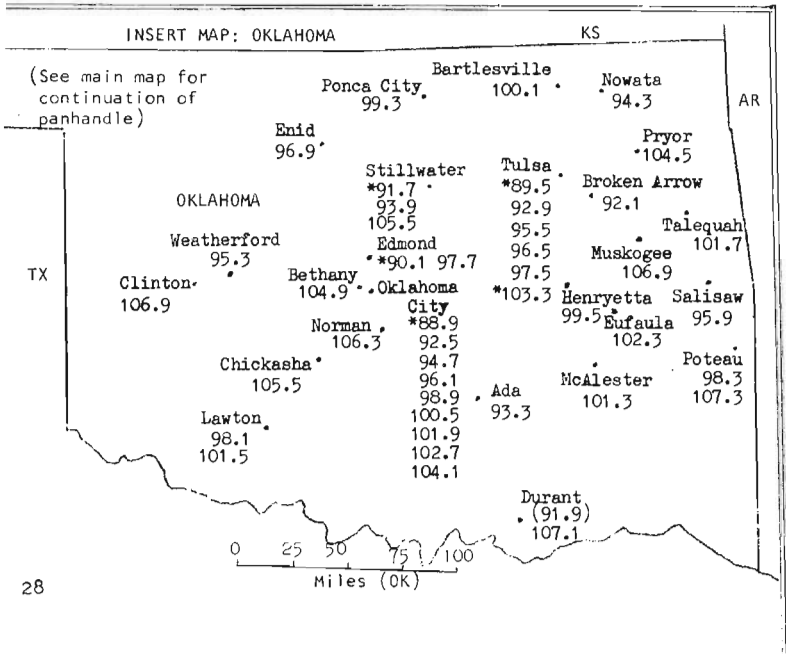 INSERT MAP: OKLAHOMA
KS
(See main map for
continuation of
panhandle)
AR
TX
OKLAHOMA
Bartlesville
100.1
Ponca City
99.3
Nowata
94.3
Enid
96.9
Pryor
*104.5
Stillwater
*91.7
93.9
105.5
Tulsa
*89.5
92.9
95.5
96.5
97.5
*103.3
Broken Arrow
92.1
Talequah
101.7
Weatherford
95.3
Edmond
*90.1 97.7
Muskogee
106.9
Clinton
106.9
Bethany
104.9
Oklahoma
City
*88.9
92.5
94.7
96.1
98.9
100.5
101.9
102.7
104.1
Henryetta
99.5
Salisaw
95.9
Eufaula
102.3
Norman
106.3
Chickasha
105.5
Poteau
98.3
107.3
McAlester
101.3
Ada
93.3
Lawton
98.1
101.5
Durant
(91.9)
107.1
0 25 50 75 100
Miles (OK)
28